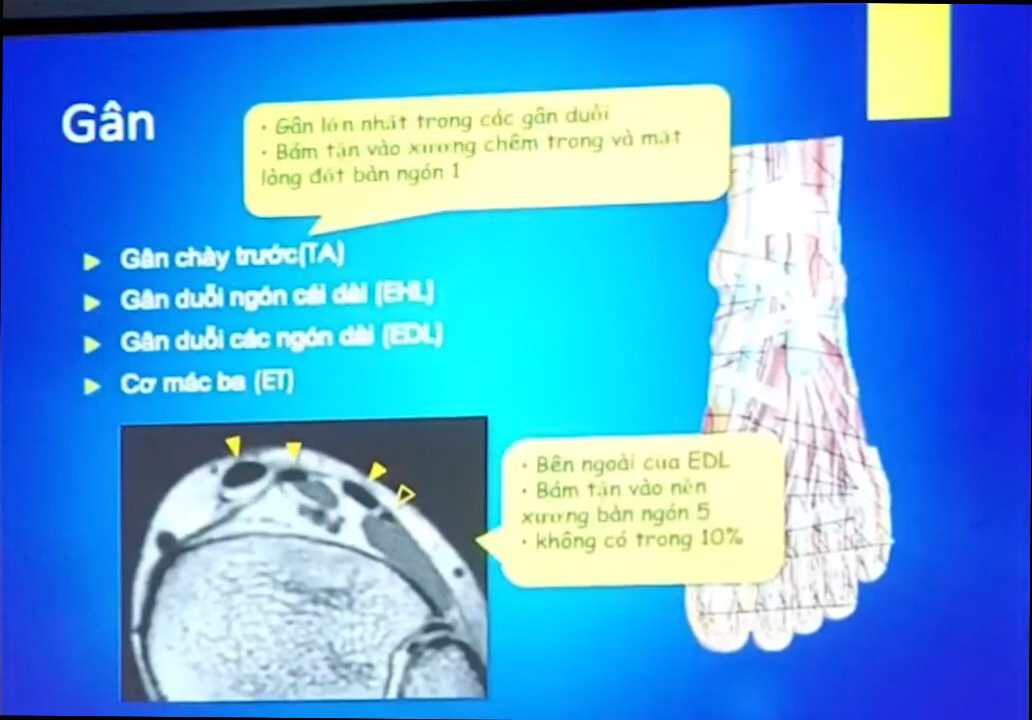 Gân
• Gân lớn nhất trong các gân duỗi
• Bám tận vào xương chêm trong và mặt
lòng đốt bàn ngón 1
Gân chày trước(TA)
Gân duỗi ngón cái dài (EHL)
Gân duỗi các ngón dài (EDL)
Cơ mác ba (ET)
• Bên ngoài của EDL
• Bám tận vào nền
xương bàn ngón 5
• không có trong 10%